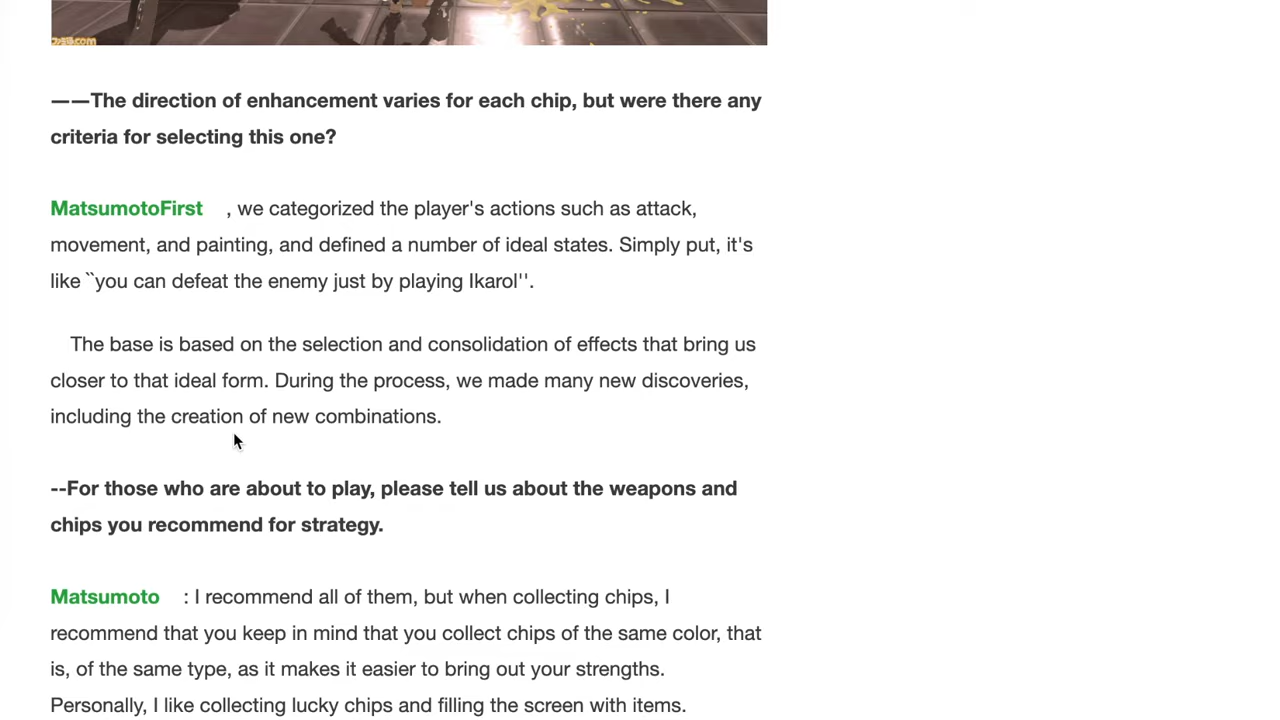 ファミ通.com
——The direction of enhancement varies for each chip, but were there any
criteria for selecting this one?
MatsumotoFirst , we categorized the player's actions such as attack,
movement, and painting, and defined a number of ideal states. Simply put, it's
like ``you can defeat the enemy just by playing Ikarol''.
The base is based on the selection and consolidation of effects that bring us
closer to that ideal form. During the process, we made many new discoveries,
including the creation of new combinations.
--For those who are about to play, please tell us about the weapons and
chips you recommend for strategy.
Matsumoto : I recommend all of them, but when collecting chips, I
recommend that you keep in mind that you collect chips of the same color, that
is, of the same type, as it makes it easier to bring out your strengths.
Personally, I like collecting lucky chips and filling the screen with items.